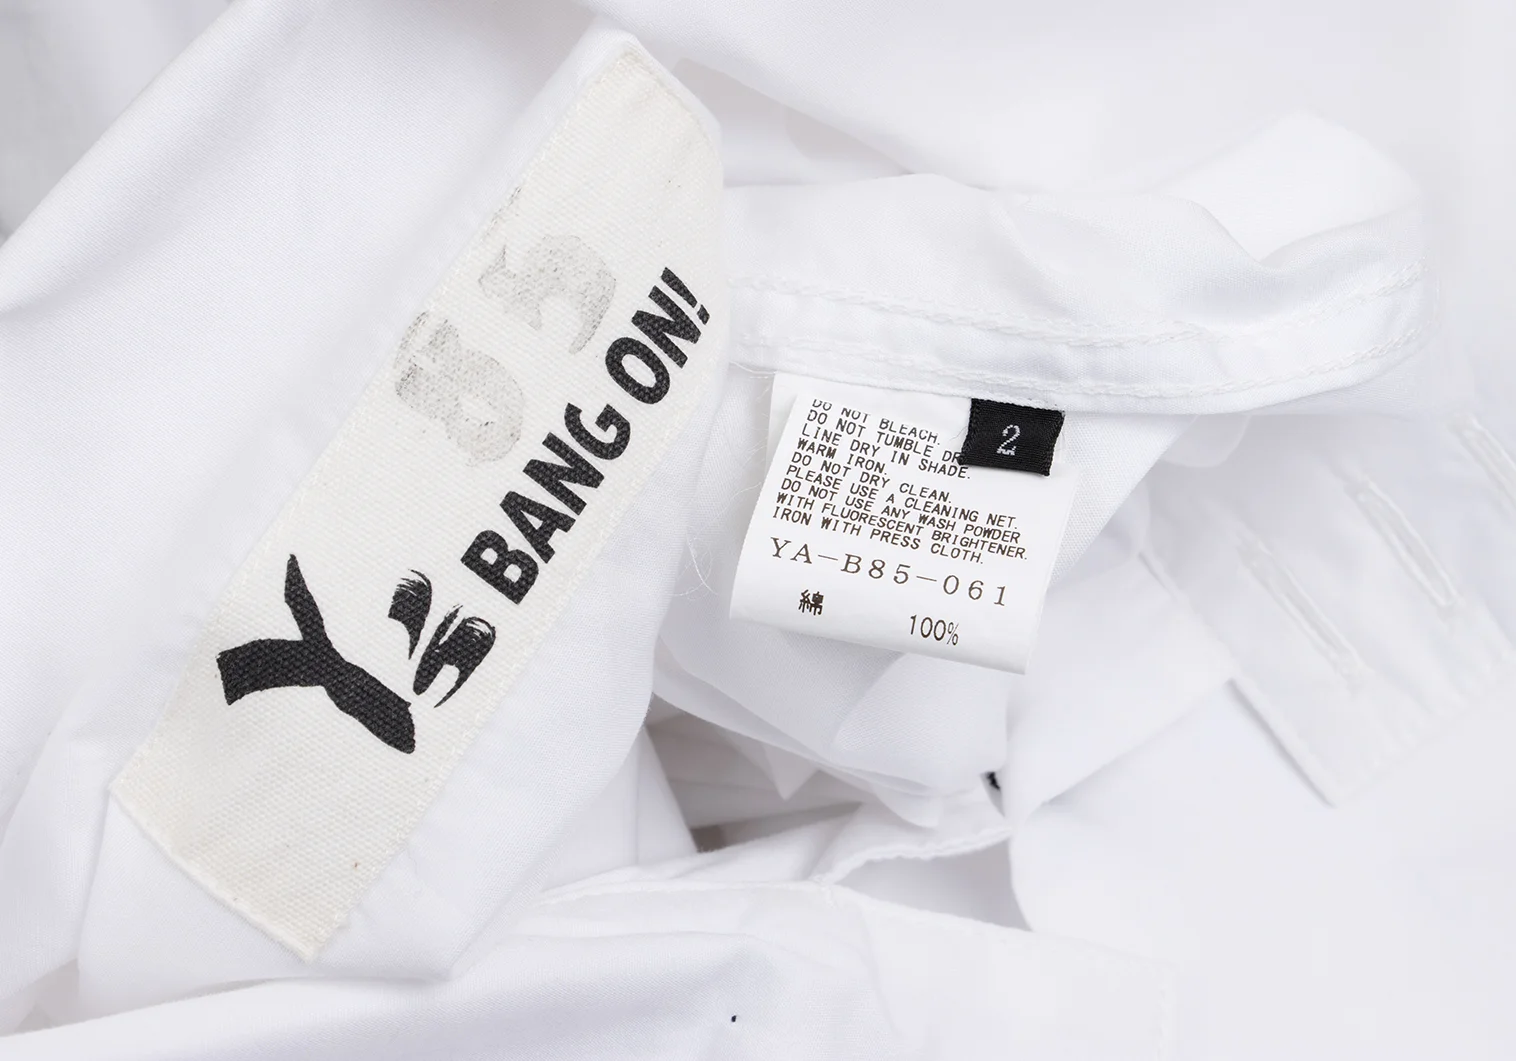 85
Y's BANG ON!
2
DO NOT BLEACH.
DO NOT TUMBLE
LINE DRY IN SHADE.
WARM IRON.
DO NOT DRY CLEAN.
PLEASE USE A CLEANING NET.
DO NOT USE ANY WASH POWDER
WITH FLUORESCENT BRIGHTENER.
IRON WITH PRESS CLOTH.
YA-B85-061
綿 100%